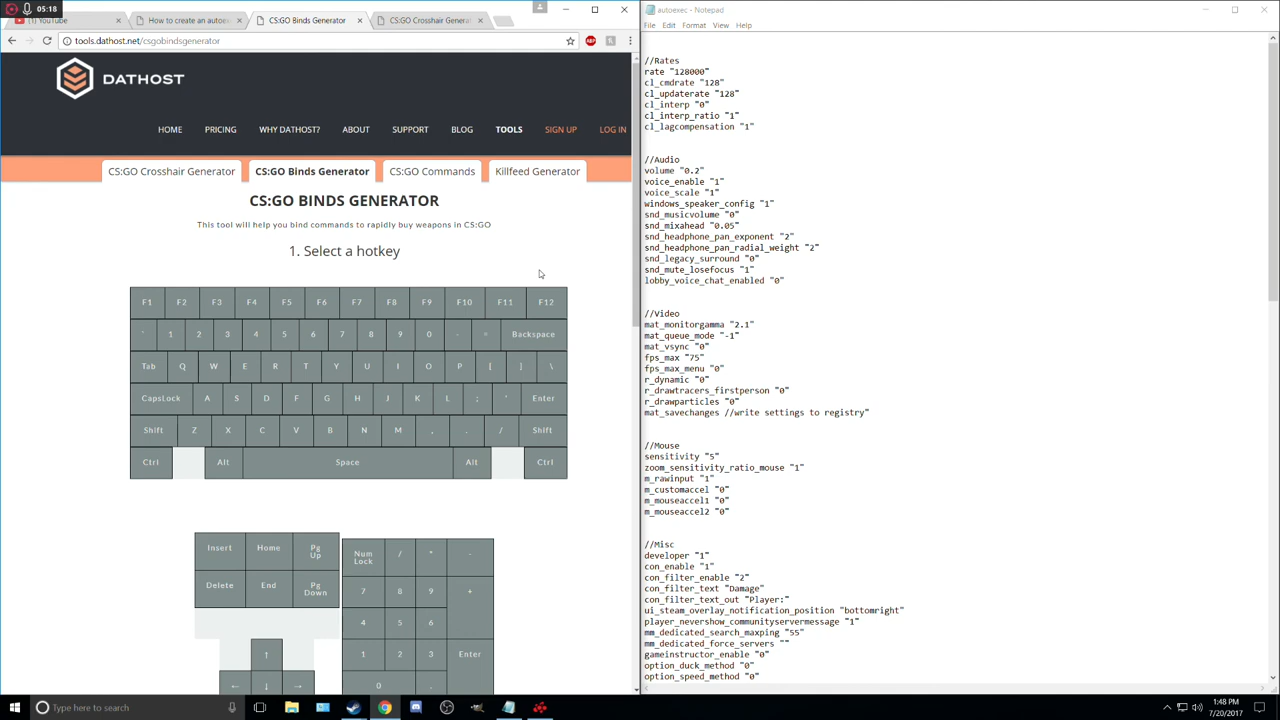 05:18
(1) YouTube
How to create an autoex
CS:GO Binds Generator
CS:GO Crosshair Genera
tools.dathost.net/csgobindsgenerator
DATHOST
HOME PRICING WHY DATHOST? ABOUT SUPPORT BLOG TOOLS SIGN UP LOG IN
CS:GO Crosshair Generator CS:GO Binds Generator CS:GO Commands Killfeed Generator
CS:GO BINDS GENERATOR
This tool will help you bind commands to rapidly buy weapons in CS:GO
1. Select a hotkey
F1 F2 F3 F4 F5 F6 F7 F8 F9 F10 F11 F12
1 2 3 4 5 6 7 8 9 0 - Backspace
Tab Q W E R T Y U I O P [ ] \
CapsLock A S D F G H J K L ; ' Enter
Shift Z X C V B N M , . / Shift
Ctrl Alt Space Alt Ctrl
Insert Home Pg Up
Delete End Pg Down
↑
← ↓ →
Num Lock / * -
7 8 9 +
4 5 6
1 2 3 Enter
0 .
autoexec - Notepad
File Edit Format View Help
//Rates
rate "128000"
cl_cmdrate "128"
cl_updaterate "128"
cl_interp "0"
cl_interp_ratio "1"
cl_lagcompensation "1"
//Audio
volume "0.2"
voice_enable "1"
voice_scale "1"
windows_speaker_config "1"
snd_musicvolume "0"
snd_mixahead "0.05"
snd_headphone_pan_exponent "2"
snd_headphone_pan_radial_weight "2"
snd_legacy_surround "0"
snd_mute_losefocus "1"
lobby_voice_chat_enabled "0"
//Video
mat_monitorgamma "2.1"
mat_queue_mode "-1"
mat_vsync "0"
fps_max "75"
fps_max_menu "0"
r_dynamic "0"
r_drawtracers_firstperson "0"
r_drawparticles "0"
mat_savechanges //write settings to registry"
//Mouse
sensitivity "5"
zoom_sensitivity_ratio_mouse "1"
m_rawinput "1"
m_customaccel "0"
m_mouseaccel1 "0"
m_mouseaccel2 "0"
//Misc
developer "1"
con_enable "1"
con_filter_enable "2"
con_filter_text "Damage"
con_filter_text_out "Player:"
ui_steam_overlay_notification_position "bottomright"
player_nevershow_communityservermessage "1"
mm_dedicated_search_maxping "55"
mm_dedicated_force_servers ""
gameinstructor_enable "0"
option_duck_method "0"
option_speed_method "0"
Type here to search
1:48 PM
7/20/2017